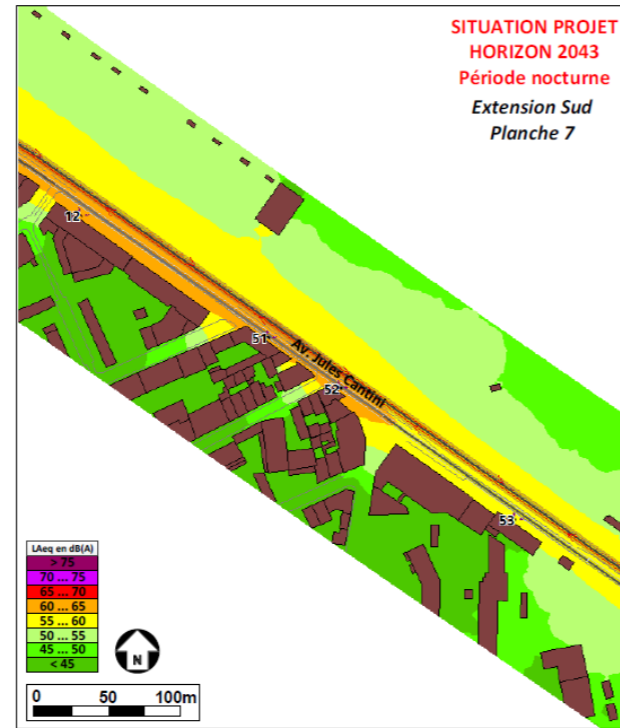 SITUATION PROJET
HORIZON 2043
Période nocturne
Extension Sud
Planche 7
12
51
Av. Jules Cantini
52
53
LAeq en dB(A)
> 75
70 ... 75
65 ... 70
60 ... 65
55 ... 60
50 ... 55
45 ... 50
< 45
N
0 50 100m